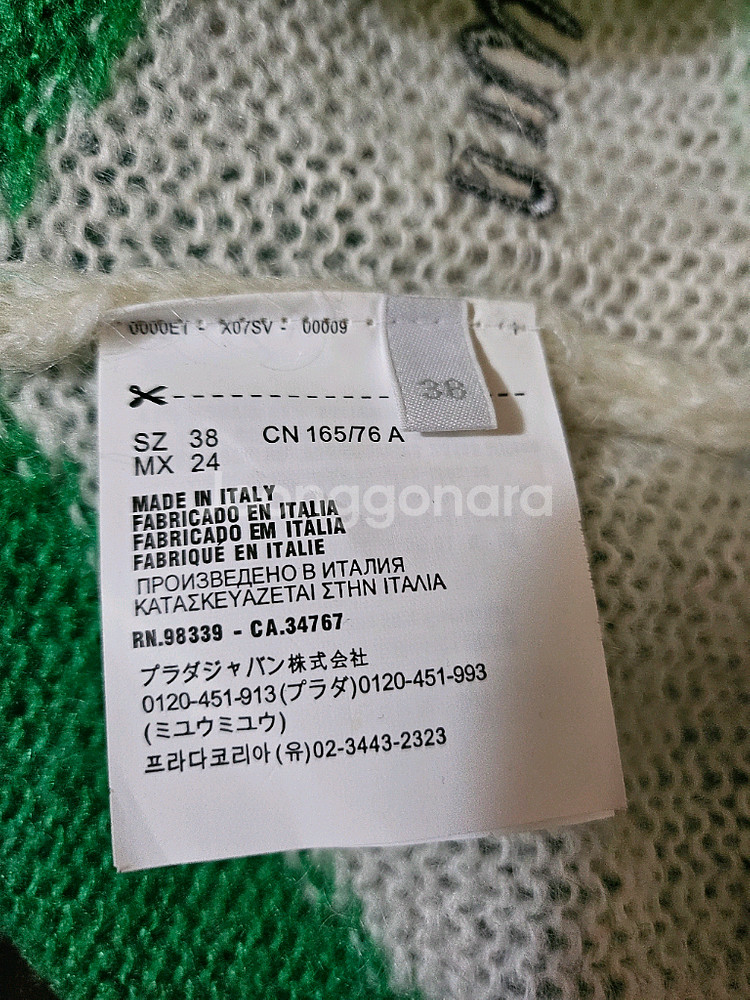 0000ET - X07SV - 00009
38
SZ 38 CN 165/76 A
MX 24
MADE IN ITALY
FABRICADO EN ITALIA
FABRICADO EM ITALIA
FABRIQUÉ EN ITALIE
ПРОИЗВЕДЕНО В ИТАЛИЯ
ΚΑΤΑΣΚΕΥΑΖΕΤΑΙ ΣΤΗΝ ΙΤΑΛΙΑ
RN.98339 - CA.34767
プラダジャパン株式会社
0120-451-913(プラダ)0120-451-993
(ミユウミユウ)
프라다코리아(유)02-3443-2323